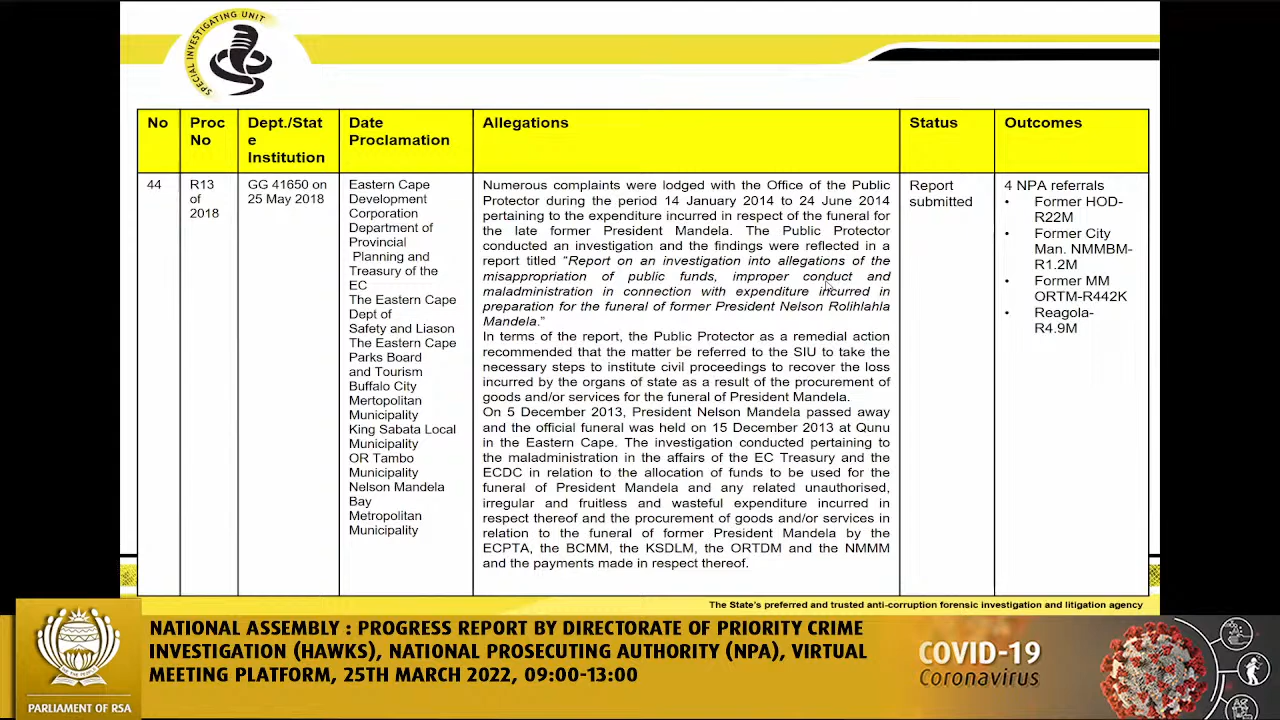 SPECIAL INVESTIGATING UNIT
No
Proc
No
Dept./Stat
e
Institution
Date
Proclamation
Allegations
Status
Outcomes
44
R13
of
2018
GG 41650 on
25 May 2018
Eastern Cape
Development
Corporation
Department of
Provincial
Planning and
Treasury of the
EC
The Eastern Cape
Dept of
Safety and Liason
The Eastern Cape
Parks Board
and Tourism
Buffalo City
Mertopolitan
Municipality
King Sabata Local
Municipality
OR Tambo
Municipality
Nelson Mandela
Bay
Metropolitan
Municipality
Numerous complaints were lodged with the Office of the Public
Protector during the period 14 January 2014 to 24 June 2014
pertaining to the expenditure incurred in respect of the funeral for
the late former President Mandela. The Public Protector
conducted an investigation and the findings were reflected in a
report titled “Report on an investigation into allegations of the
misappropriation of public funds, improper conduct and
maladministration in connection with expenditure incurred in
preparation for the funeral of former President Nelson Rolihlahla
Mandela.”
In terms of the report, the Public Protector as a remedial action
recommended that the matter be referred to the SIU to take the
necessary steps to institute civil proceedings to recover the loss
incurred by the organs of state as a result of the procurement of
goods and/or services for the funeral of President Mandela.
On 5 December 2013, President Nelson Mandela passed away
and the official funeral was held on 15 December 2013 at Qunu
in the Eastern Cape. The investigation conducted pertaining to
the maladministration in the affairs of the EC Treasury and the
ECDC in relation to the allocation of funds to be used for the
funeral of President Mandela and any related unauthorised,
irregular and fruitless and wasteful expenditure incurred in
respect thereof and the procurement of goods and/or services in
relation to the funeral of former President Mandela by the
ECPTA, the BCMM, the KSDLM, the ORTDM and the NMMM
and the payments made in respect thereof.
Report
submitted
4 NPA referrals
• Former HOD-
R22M
• Former City
Man. NMMBM-
R1.2M
• Former MM
ORTM-R442K
• Reagola-
R4.9M
The State's preferred and trusted anti-corruption forensic investigation and litigation agency
NATIONAL ASSEMBLY : PROGRESS REPORT BY DIRECTORATE OF PRIORITY CRIME
INVESTIGATION (HAWKS), NATIONAL PROSECUTING AUTHORITY (NPA), VIRTUAL
MEETING PLATFORM, 25TH MARCH 2022, 09:00-13:00
PARLIAMENT OF RSA
COVID-19
Coronavirus